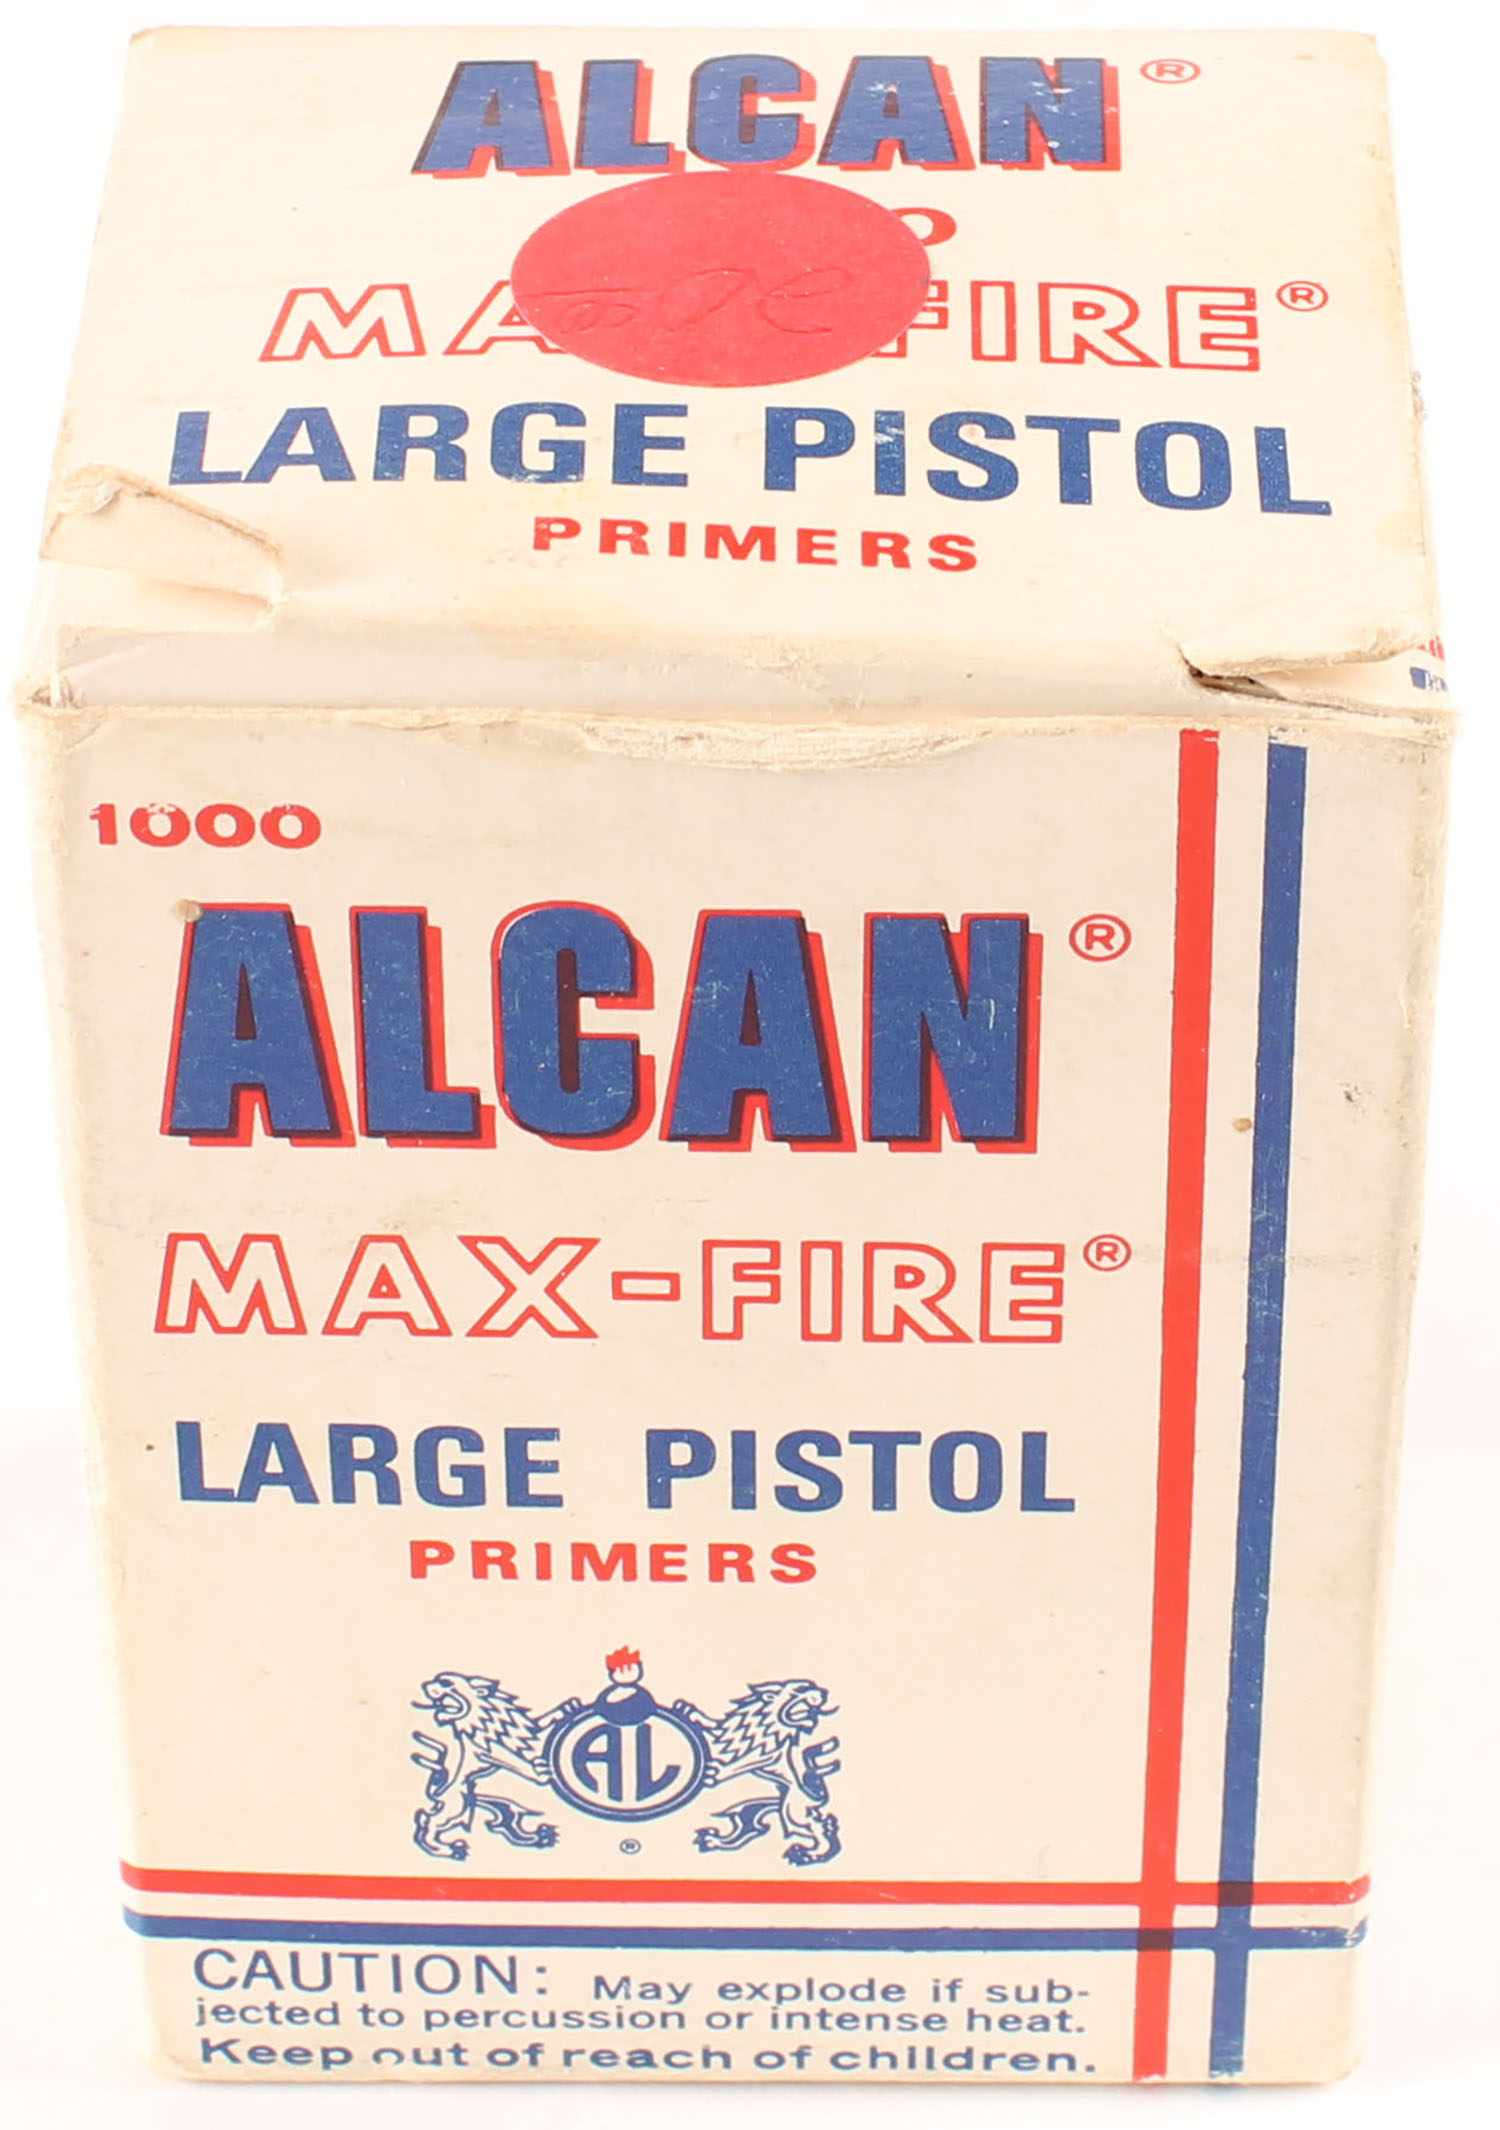 ALCAN®
FIRE®
LARGE PISTOL
PRIMERS
1000
ALCAN®
MAX-FIRE®
LARGE PISTOL
PRIMERS
AL
®
CAUTION: May explode if sub-
jected to percussion or intense heat.
Keep out of reach of children.